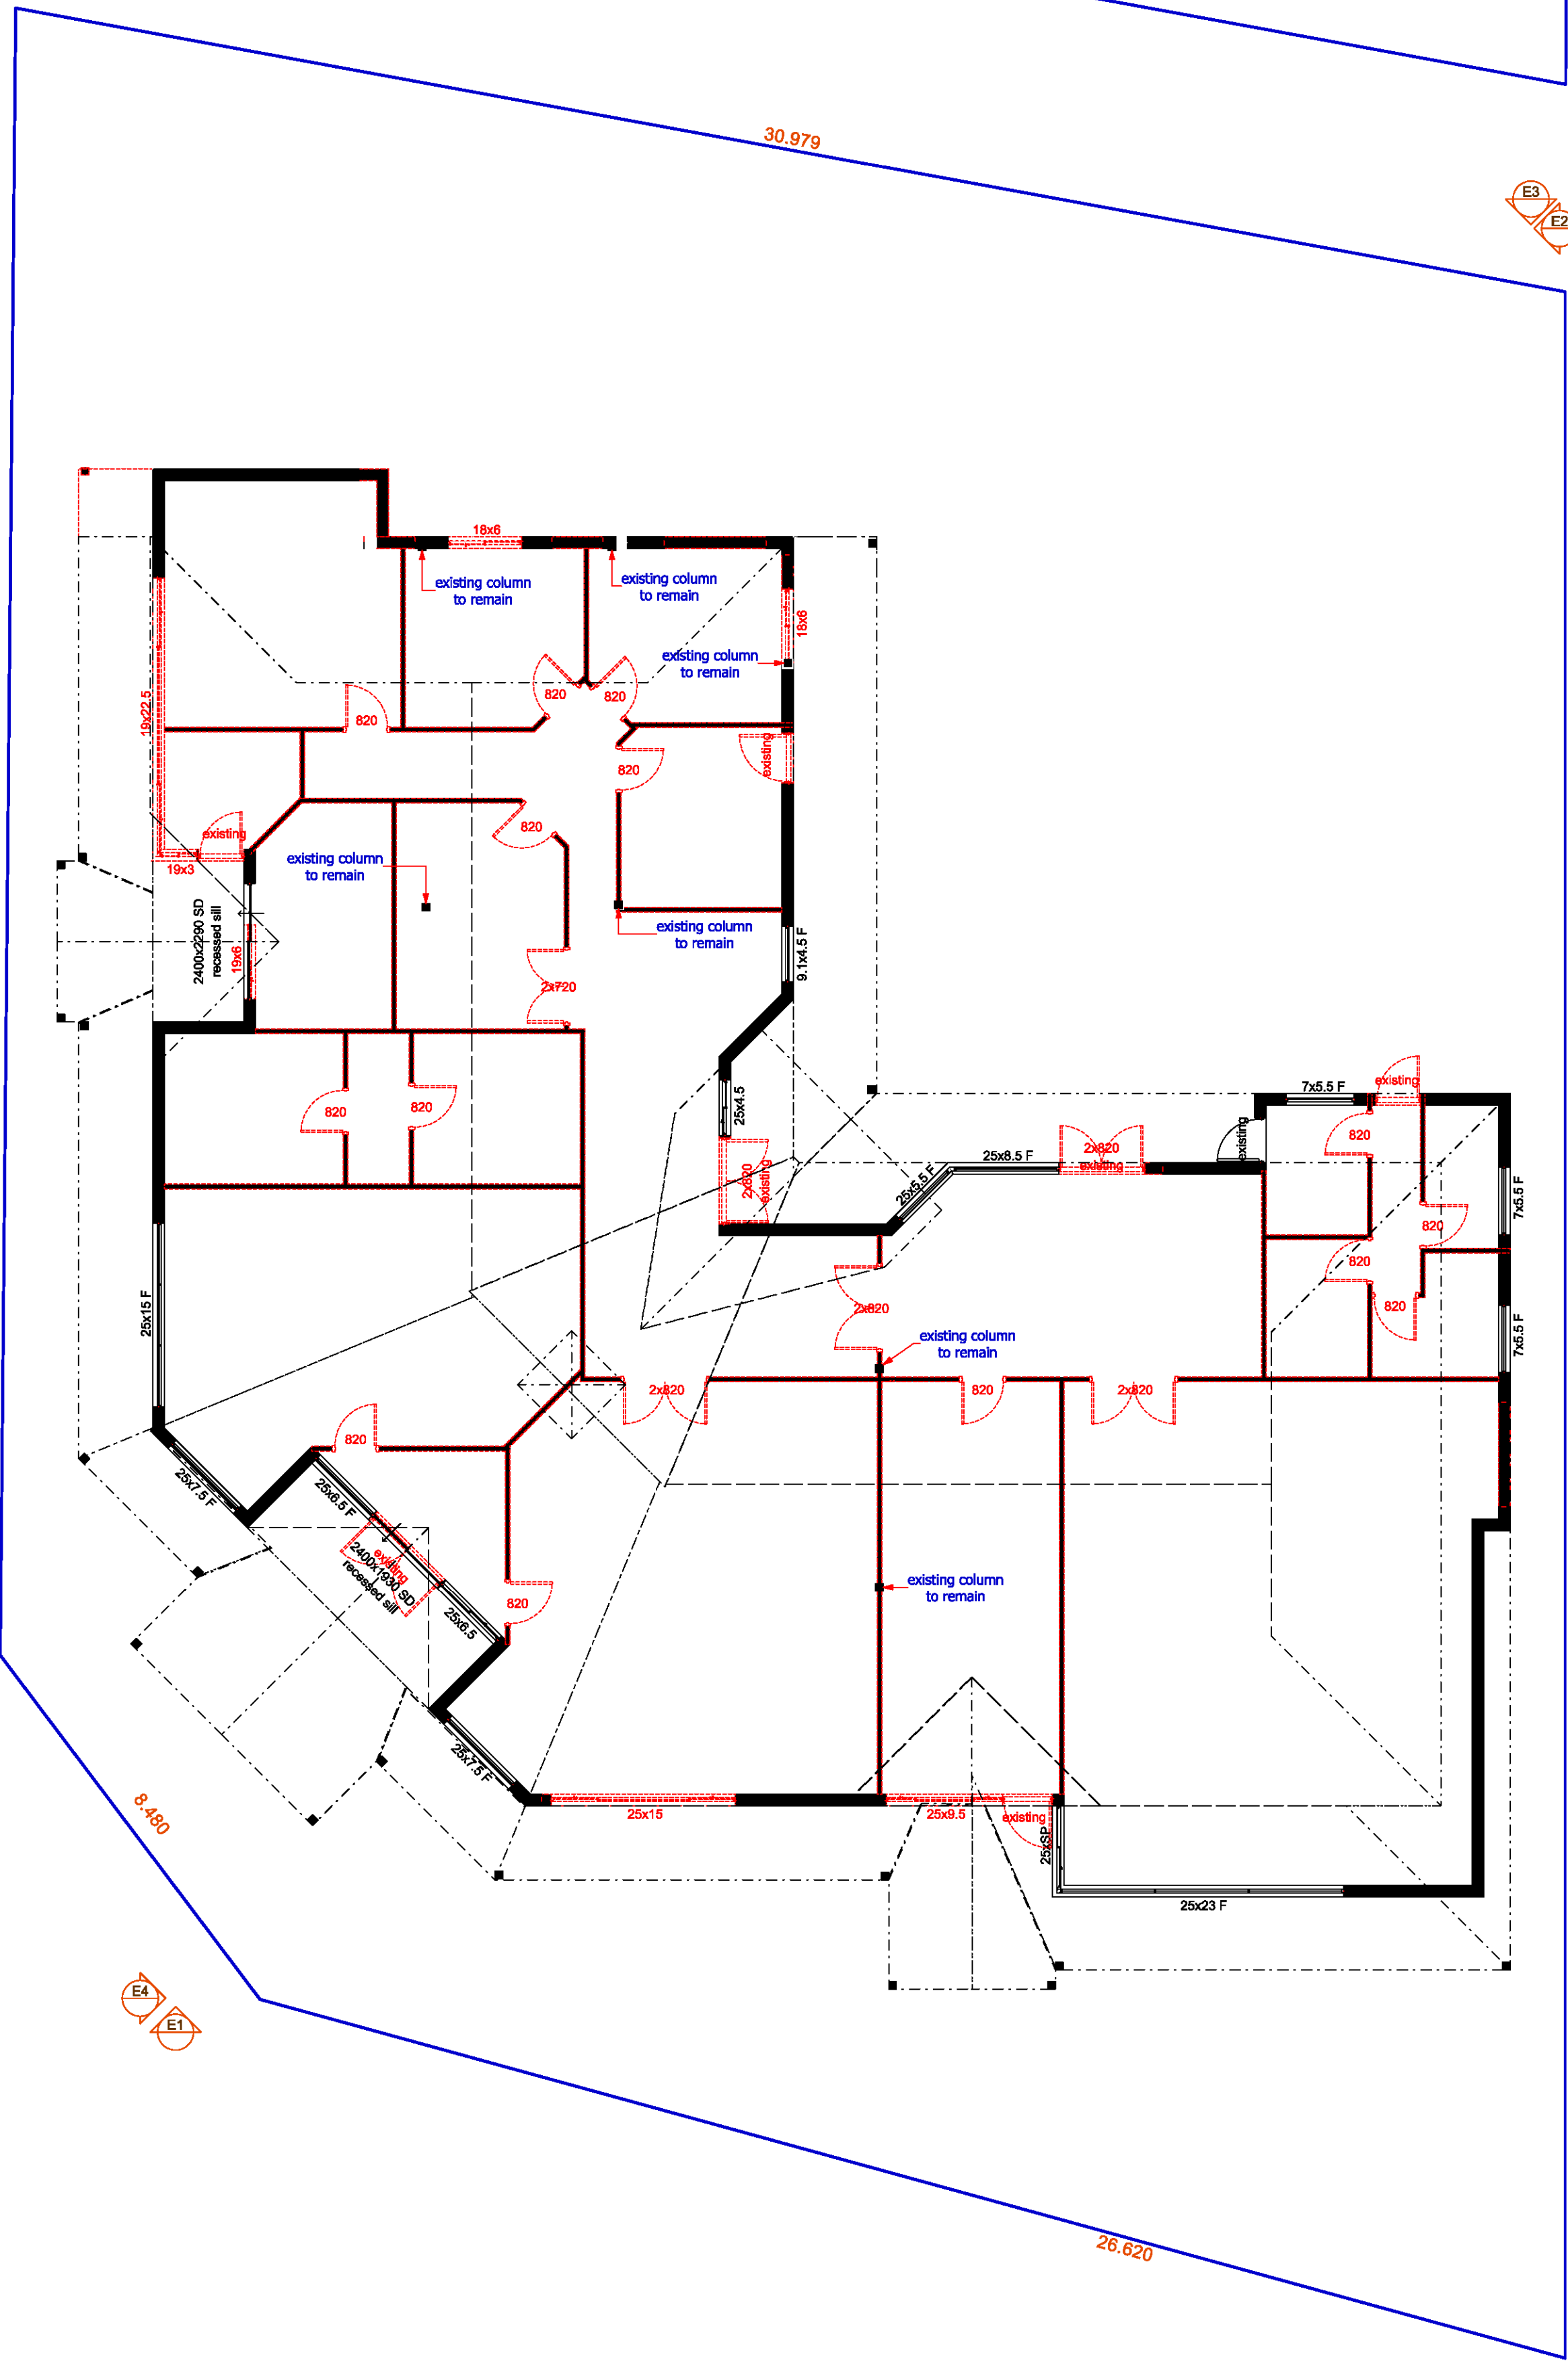 30.979
E3
E2
18x6
existing column
to remain
existing column
to remain
18x6
existing column
to remain
19x22.5
820
820
820
existing
820
existing
820
19x3
existing column
to remain
existing column
to remain
2400x2290 SD
recessed sill
19x6
9.1x4.5 F
2x720
820
820
25x4.5
7x5.5 F
existing
existing
820
2x820
existing
25x8.5 F
2x820
existing
25x5.5 F
7x5.5 F
820
820
820
25x15 F
2x820
existing column
to remain
7x5.5 F
2x820
820
2x820
820
25x7.5 F
25x6.5 F
existing
2400x1930 SD
recessed sill
25x6.5
820
existing column
to remain
25x7.5 F
25x15
25x9.5
existing
25xSP
25x23 F
8.480
E4
E1
26.620